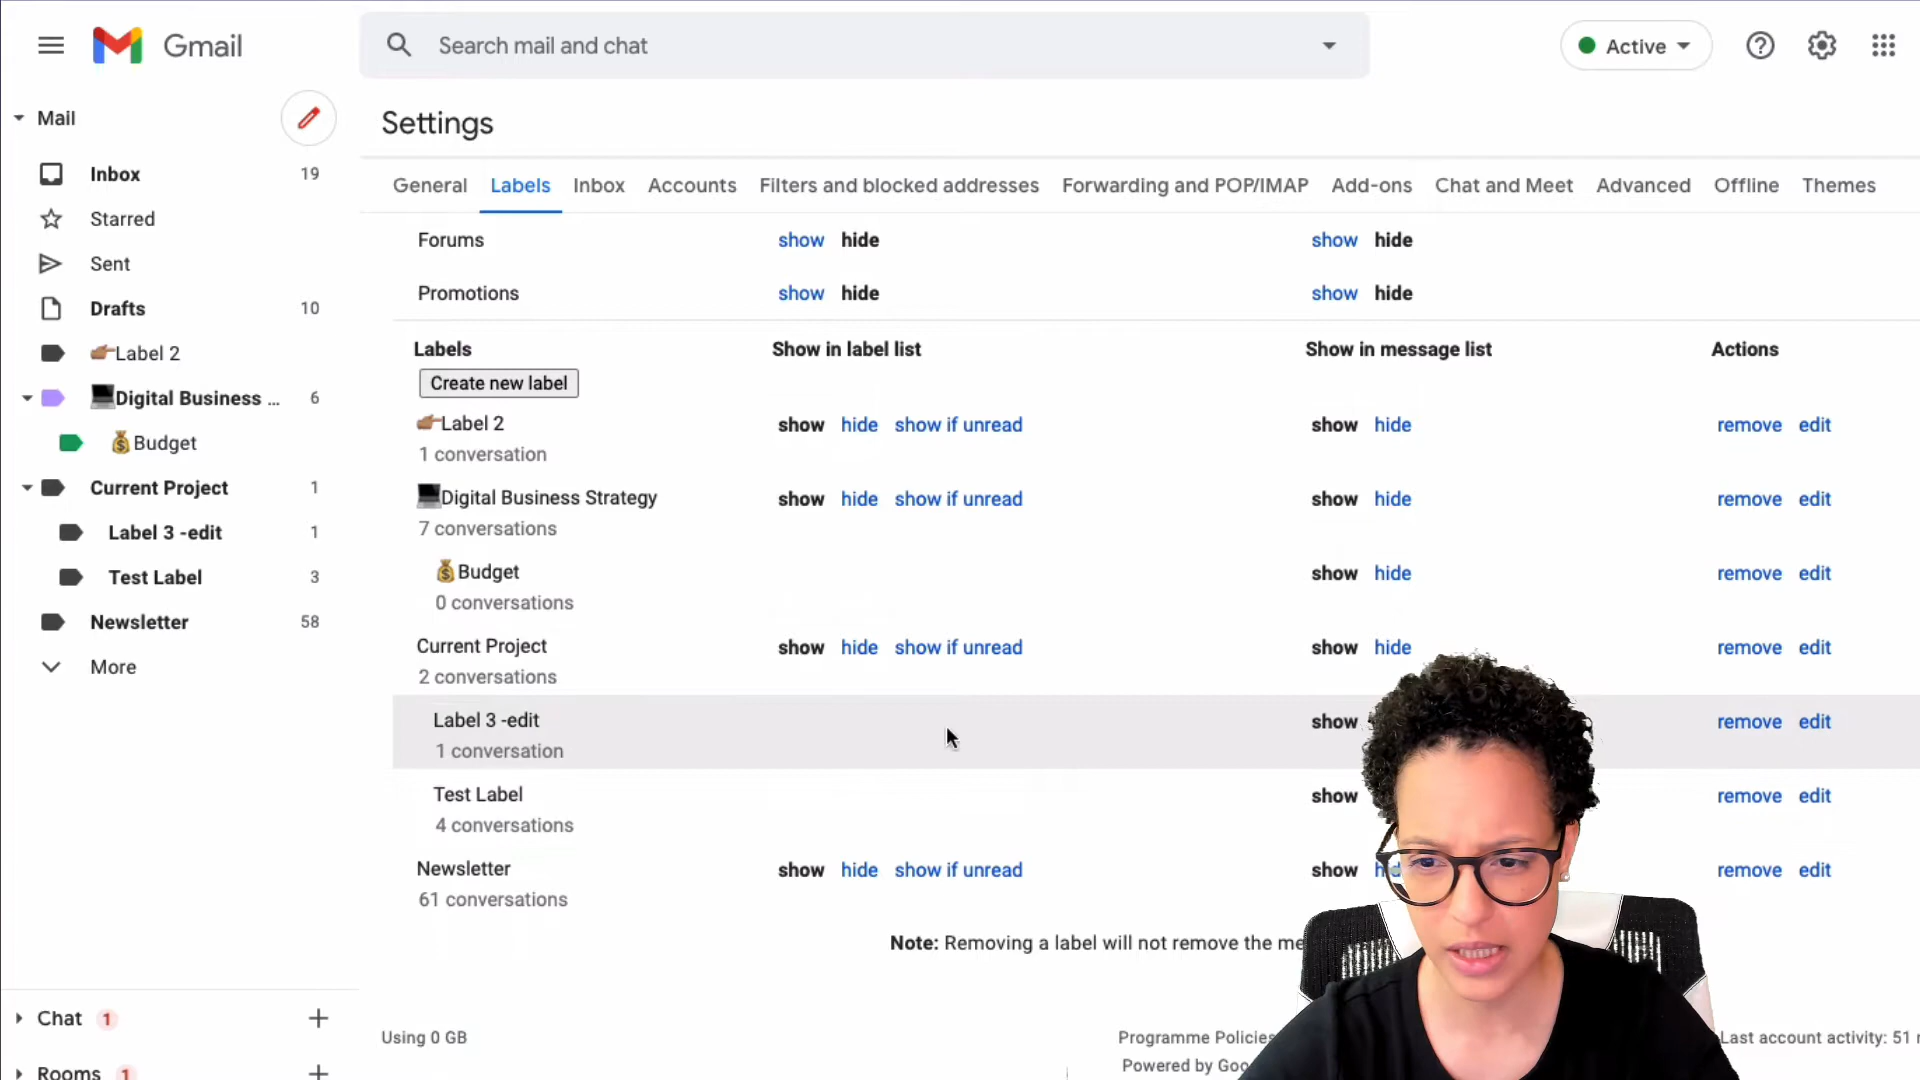 Gmail
Search mail and chat
Active
Mail
Inbox 19
Starred
Sent
Drafts 10
Label 2
Digital Business ... 6
Budget
Current Project 1
Label 3 -edit 1
Test Label 3
Newsletter 58
More
Chat 1
Rooms 1
Settings
General Labels Inbox Accounts Filters and blocked addresses Forwarding and POP/IMAP Add-ons Chat and Meet Advanced Offline Themes
Forums show hide show hide
Promotions show hide show hide
Labels Show in label list Show in message list Actions
Create new label
Label 2 show hide show if unread show hide remove edit
1 conversation
Digital Business Strategy show hide show if unread show hide remove edit
7 conversations
Budget show hide remove edit
0 conversations
Current Project show hide show if unread show hide remove edit
2 conversations
Label 3 -edit show remove edit
1 conversation
Test Label show remove edit
4 conversations
Newsletter show hide show if unread show remove edit
61 conversations
Note: Removing a label will not remove the
Using 0 GB
Programme Policies
Powered by
Last account activity: 51